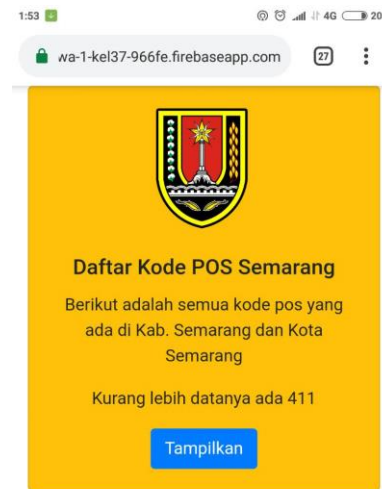 1:53 4G 20
wa-1-kel37-966fe.firebaseapp.com 27
Daftar Kode POS Semarang
Berikut adalah semua kode pos yang
ada di Kab. Semarang dan Kota
Semarang
Kurang lebih datanya ada 411
Tampilkan